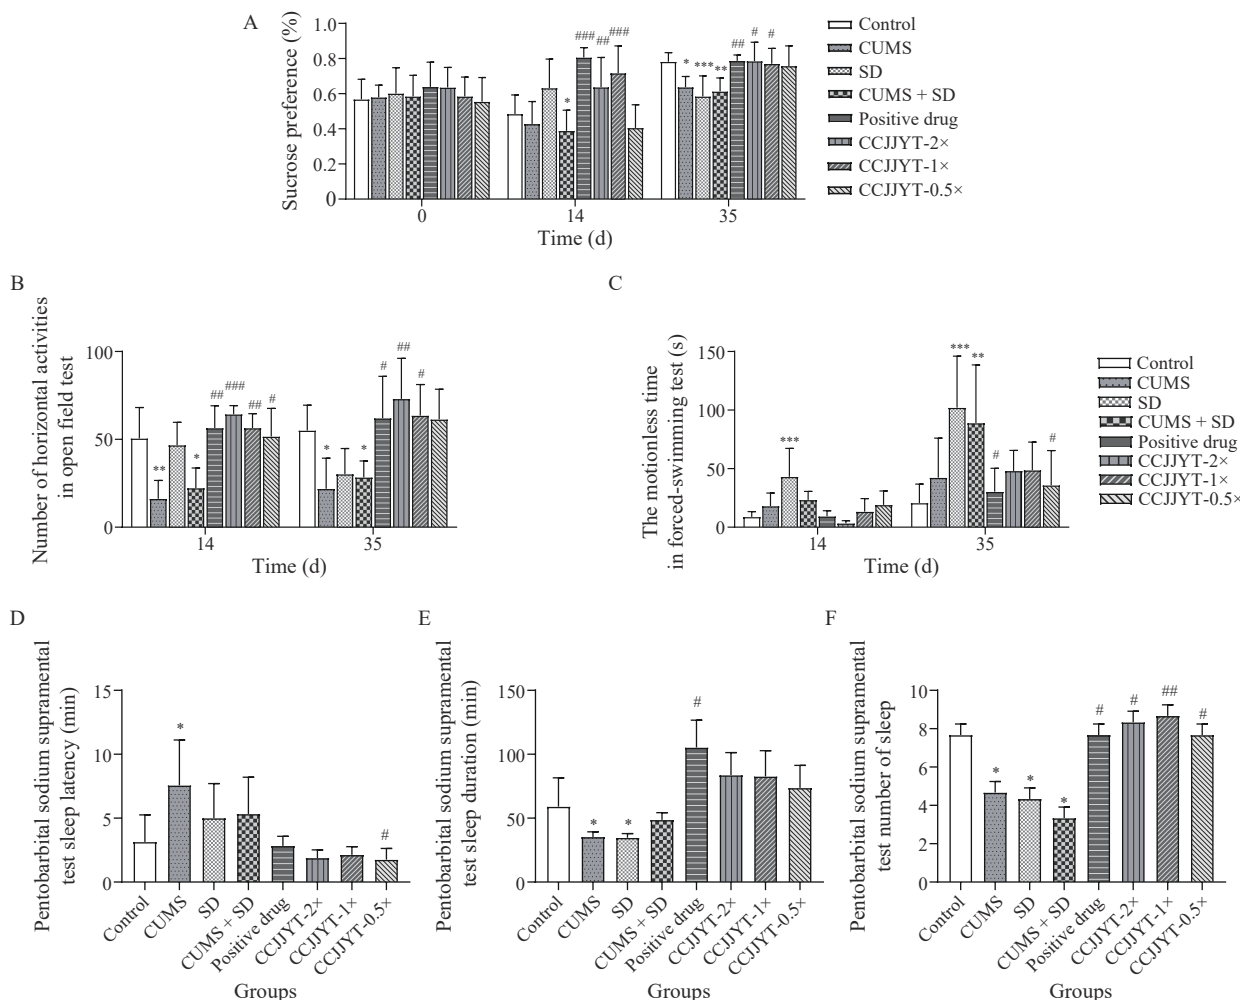 A
Sucrose preference (%)
1.0
0.8
0.6
0.4
0.2
0
*
###
##
###
*
***
**
##
#
#
0
14
35
Time (d)
Control
CUMS
SD
CUMS + SD
Positive drug
CCJJYT-2×
CCJJYT-1×
CCJJYT-0.5×
B
Number of horizontal activities
in open field test
100
50
0
**
*
##
###
##
#
*
*
#
##
#
14
35
Time (d)
C
The motionless time
in forced-swimming test (s)
150
100
50
0
***
***
**
#
#
14
35
Time (d)
Control
CUMS
SD
CUMS + SD
Positive drug
CCJJYT-2×
CCJJYT-1×
CCJJYT-0.5×
D
Pentobarbital sodium supramental
test sleep latency (min)
15
10
5
0
*
#
Control
CUMS
SD
CUMS + SD
Positive drug
CCJJYT-2×
CCJJYT-1×
CCJJYT-0.5×
Groups
E
Pentobarbital sodium supramental
test sleep duration (min)
150
100
50
0
*
*
#
Control
CUMS
SD
CUMS + SD
Positive drug
CCJJYT-2×
CCJJYT-1×
CCJJYT-0.5×
Groups
F
Pentobarbital sodium supramental
test number of sleep
10
8
6
4
2
0
*
*
*
#
#
##
#
Control
CUMS
SD
CUMS + SD
Positive drug
CCJJYT-2×
CCJJYT-1×
CCJJYT-0.5×
Groups